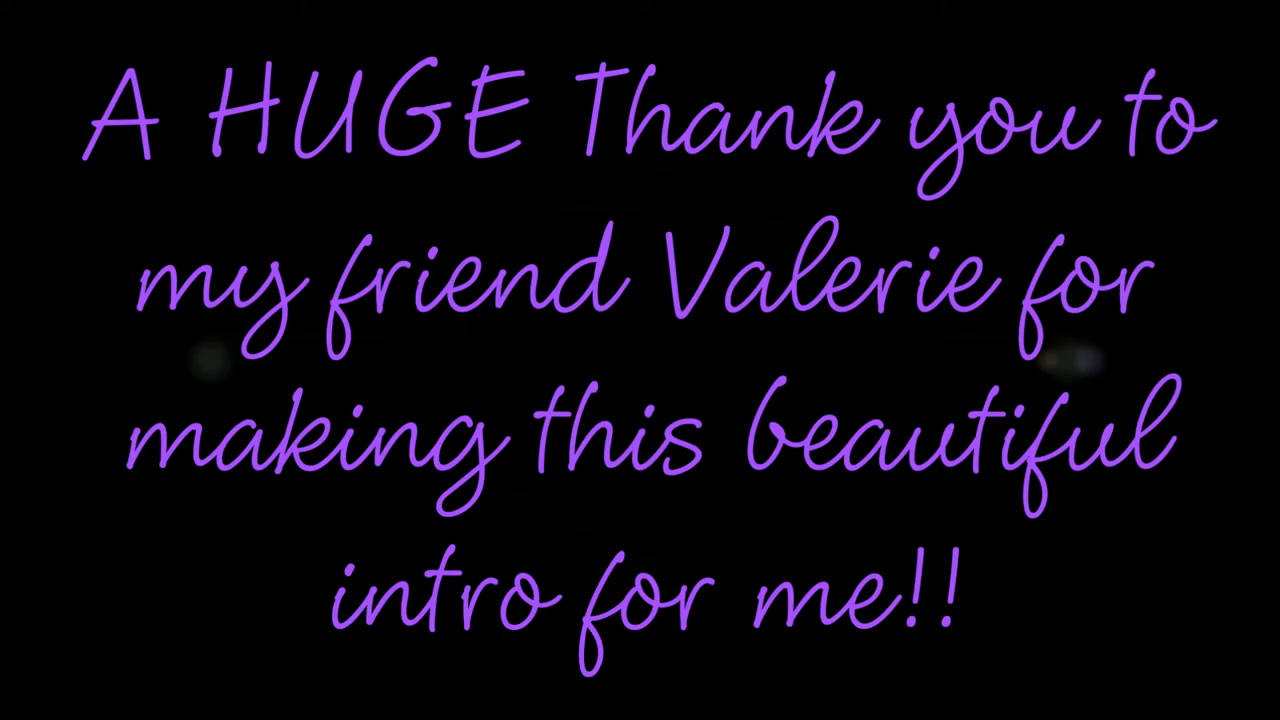 A HUGE Thank you to
my friend Valerie for
making this beautiful
intro for me!!